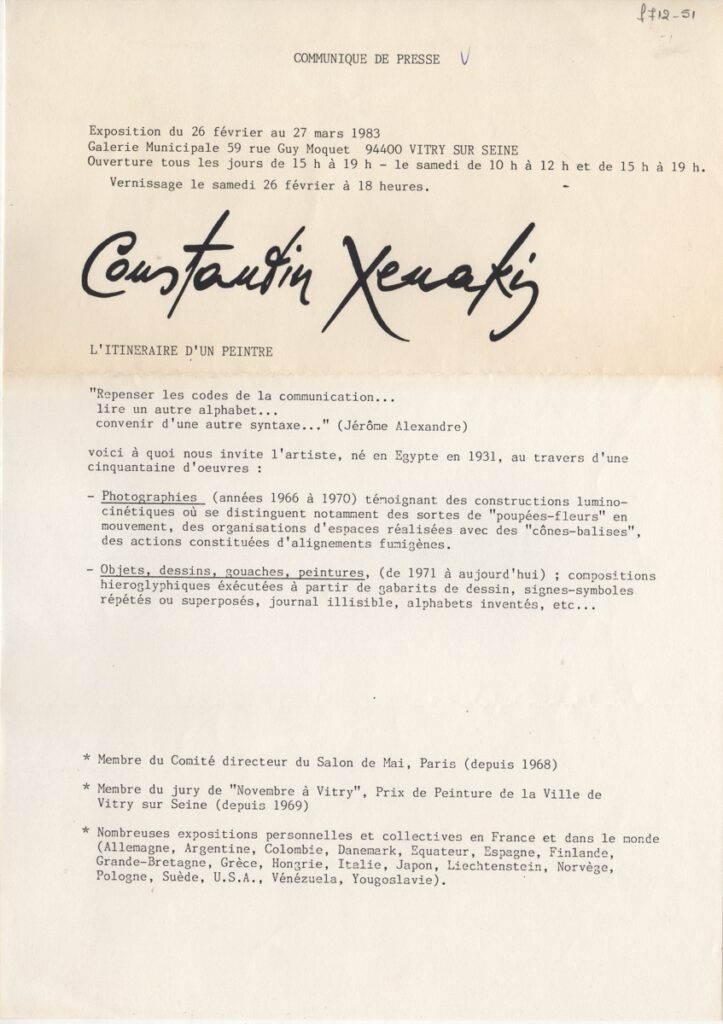 COMMUNIQUE DE PRESSE V
Exposition du 26 février au 27 mars 1983
Galerie Municipale 59 rue Guy Moquet 94400 VITRY SUR SEINE
Ouverture tous les jours de 15 h à 19 h - le samedi de 10 h à 12 h et de 15 h à 19 h.
Vernissage le samedi 26 février à 18 heures.
Constantin Xenakis
L'ITINERAIRE D'UN PEINTRE
"Repenser les codes de la communication...
lire un autre alphabet...
convenir d'une autre syntaxe..." (Jérôme Alexandre)
voici à quoi nous invite l'artiste, né en Egypte en 1931, au travers d'une
cinquantaine d'oeuvres :
- Photographies (années 1966 à 1970) témoignant des constructions lumino-
cinétiques où se distinguent notamment des sortes de "poupées-fleurs" en
mouvement, des organisations d'espaces réalisées avec des "cônes-balises",
des actions constituées d'alignements fumigènes.
- Objets, dessins, gouaches, peintures, (de 1971 à aujourd'hui) ; compositions
hieroglyphiques éxécutées à partir de gabarits de dessin, signes-symboles
répétés ou superposés, journal illisible, alphabets inventés, etc...
* Membre du Comité directeur du Salon de Mai, Paris (depuis 1968)
* Membre du jury de "Novembre à Vitry", Prix de Peinture de la Ville de
Vitry sur Seine (depuis 1969)
* Nombreuses expositions personnelles et collectives en France et dans le monde
(Allemagne, Argentine, Colombie, Danemark, Equateur, Espagne, Finlande,
Grande-Bretagne, Grèce, Hongrie, Italie, Japon, Liechtenstein, Norvège,
Pologne, Suède, U.S.A., Vénézuela, Yougoslavie).